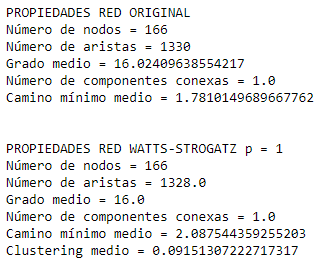 PROPIEDADES RED ORIGINAL
Número de nodos = 166
Número de aristas = 1330
Grado medio = 16.02409638554217
Número de componentes conexas = 1.0
Camino mínimo medio = 1.7810149689667762
PROPIEDADES RED WATTS-STROGATZ p = 1
Número de nodos = 166
Número de aristas = 1328.0
Grado medio = 16.0
Número de componentes conexas = 1.0
Camino mínimo medio = 2.087544359255203
Clustering medio = 0.09151307222717317